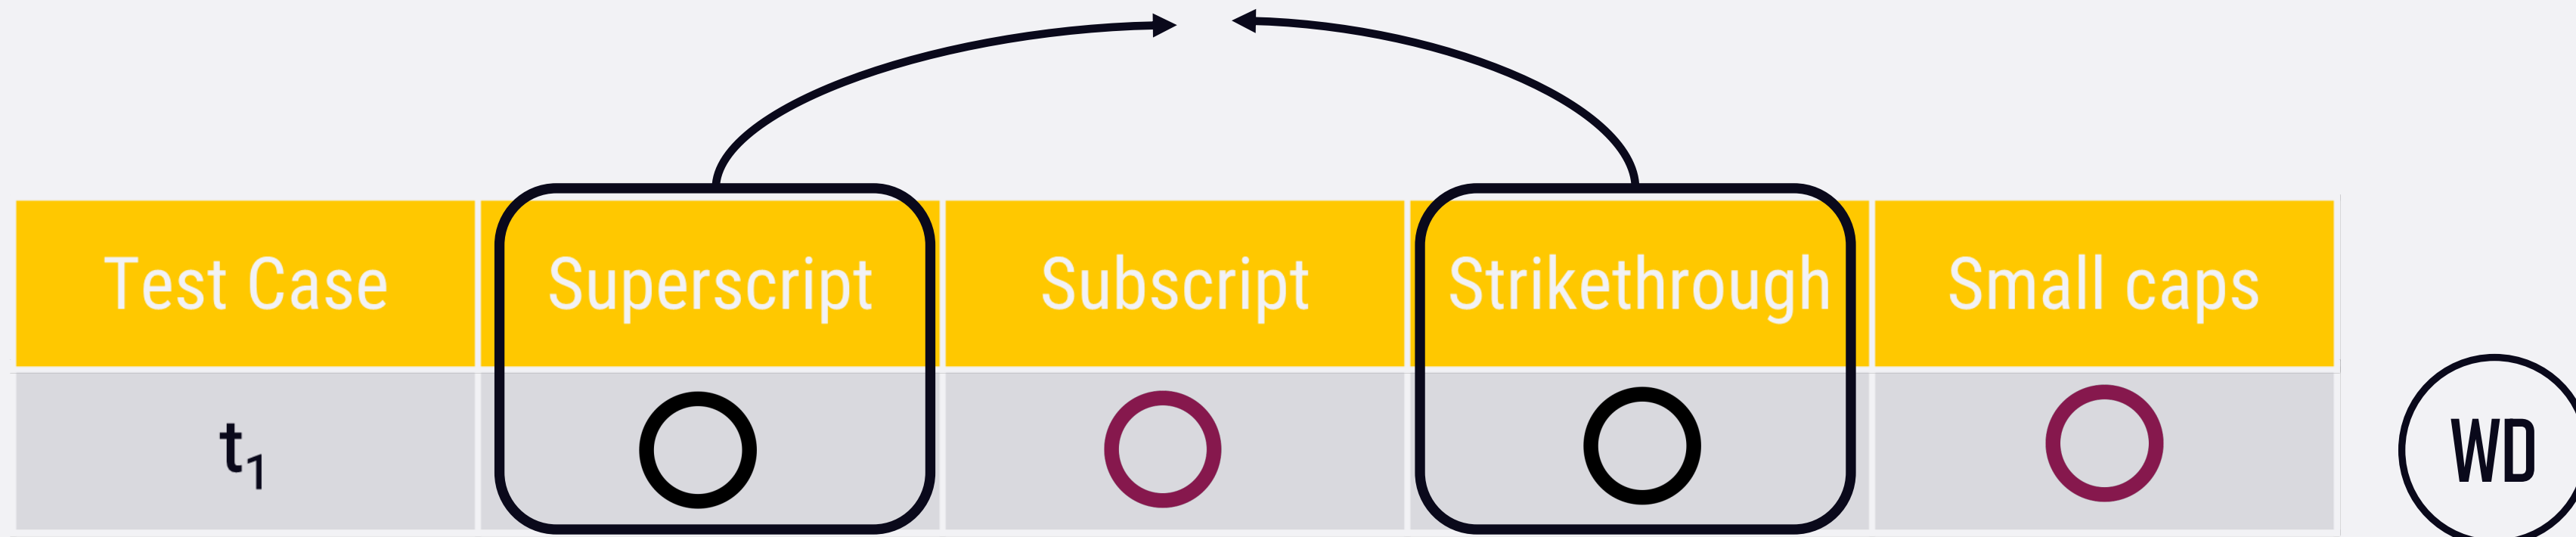 Test Case Superscript Subscript Strikethrough Small caps
t₁
WD